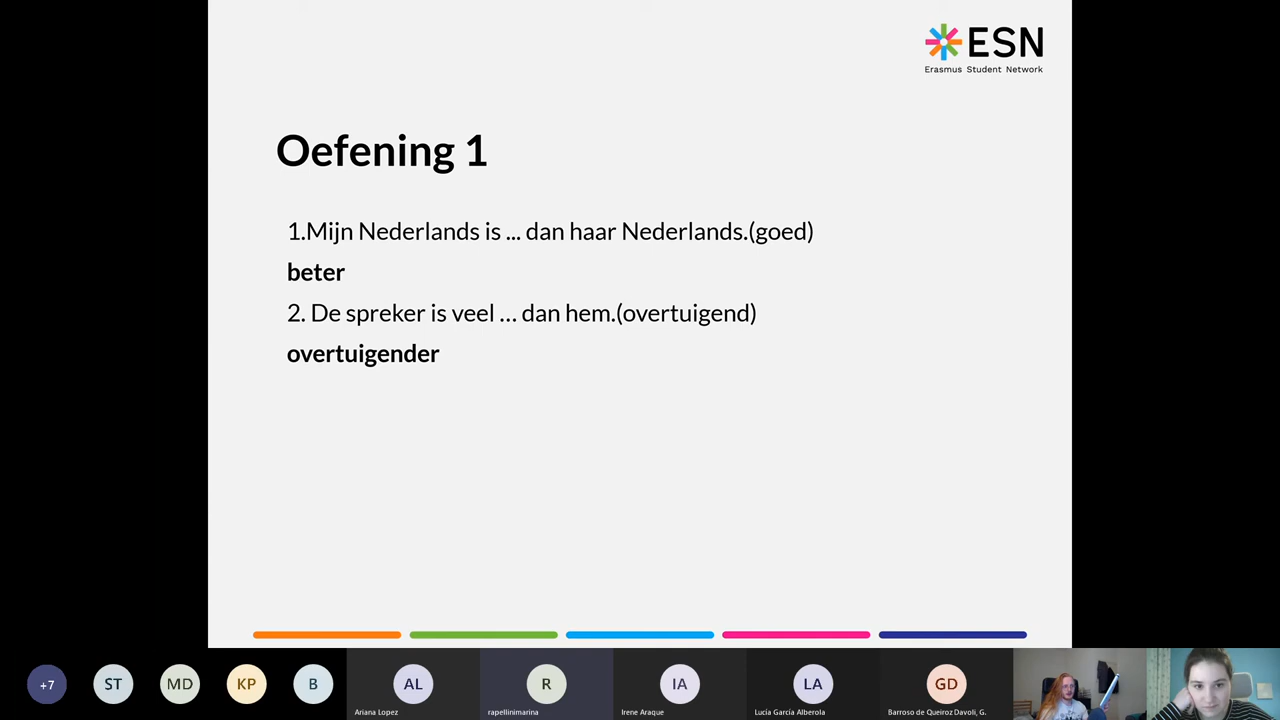 ESN
Erasmus Student Network
Oefening 1
1.Mijn Nederlands is ... dan haar Nederlands.(goed)
beter
2. De spreker is veel … dan hem.(overtuigend)
overtuigender
+7
ST
MD
KP
B
AL
R
IA
LA
GD
Ariana Lopez
rapellinimarina
Irene Araque
Lucía García Alberola
Barroso de Queiroz Davoli, G.